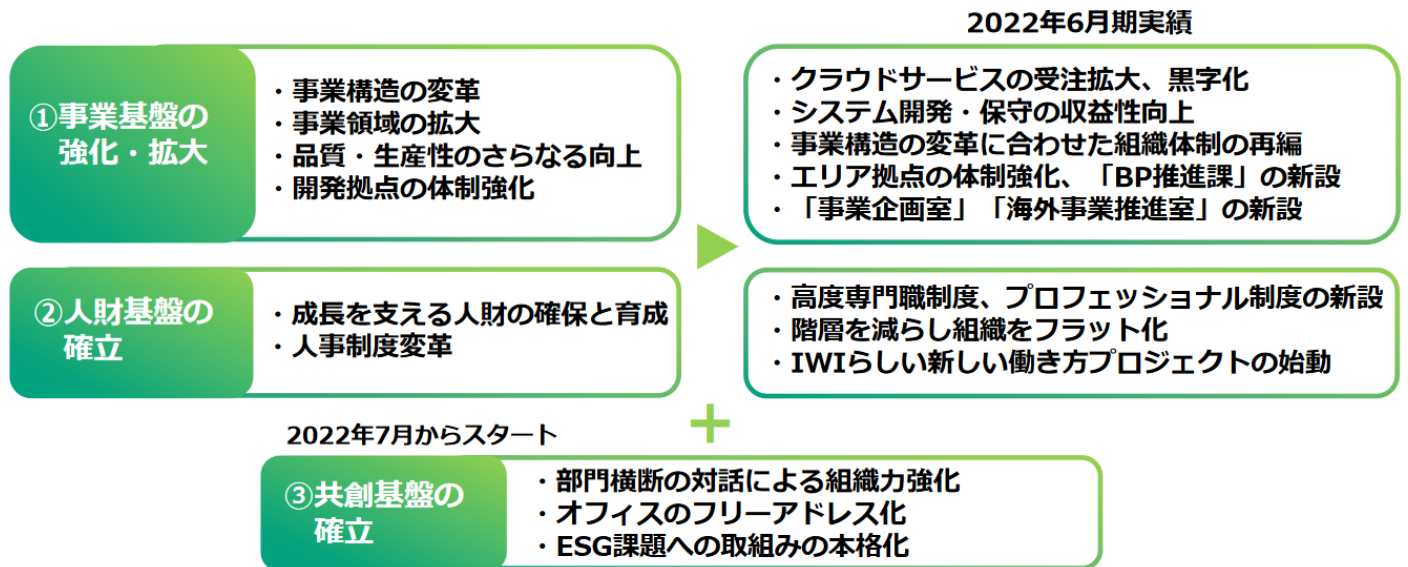 2022年6月期実績
①事業基盤の
強化・拡大
・事業構造の変革
・事業領域の拡大
・品質・生産性のさらなる向上
・開発拠点の体制強化
・クラウドサービスの受注拡大、黒字化
・システム開発・保守の収益性向上
・事業構造の変革に合わせた組織体制の再編
・エリア拠点の体制強化、「BP推進課」の新設
・「事業企画室」「海外事業推進室」の新設
②人財基盤の
確立
・成長を支える人財の確保と育成
・人事制度変革
・高度専門職制度、プロフェッショナル制度の新設
・階層を減らし組織をフラット化
・IWIらしい新しい働き方プロジェクトの始動
+
2022年7月からスタート
③共創基盤の
確立
・部門横断の対話による組織力強化
・オフィスのフリーアドレス化
・ESG課題への取組みの本格化